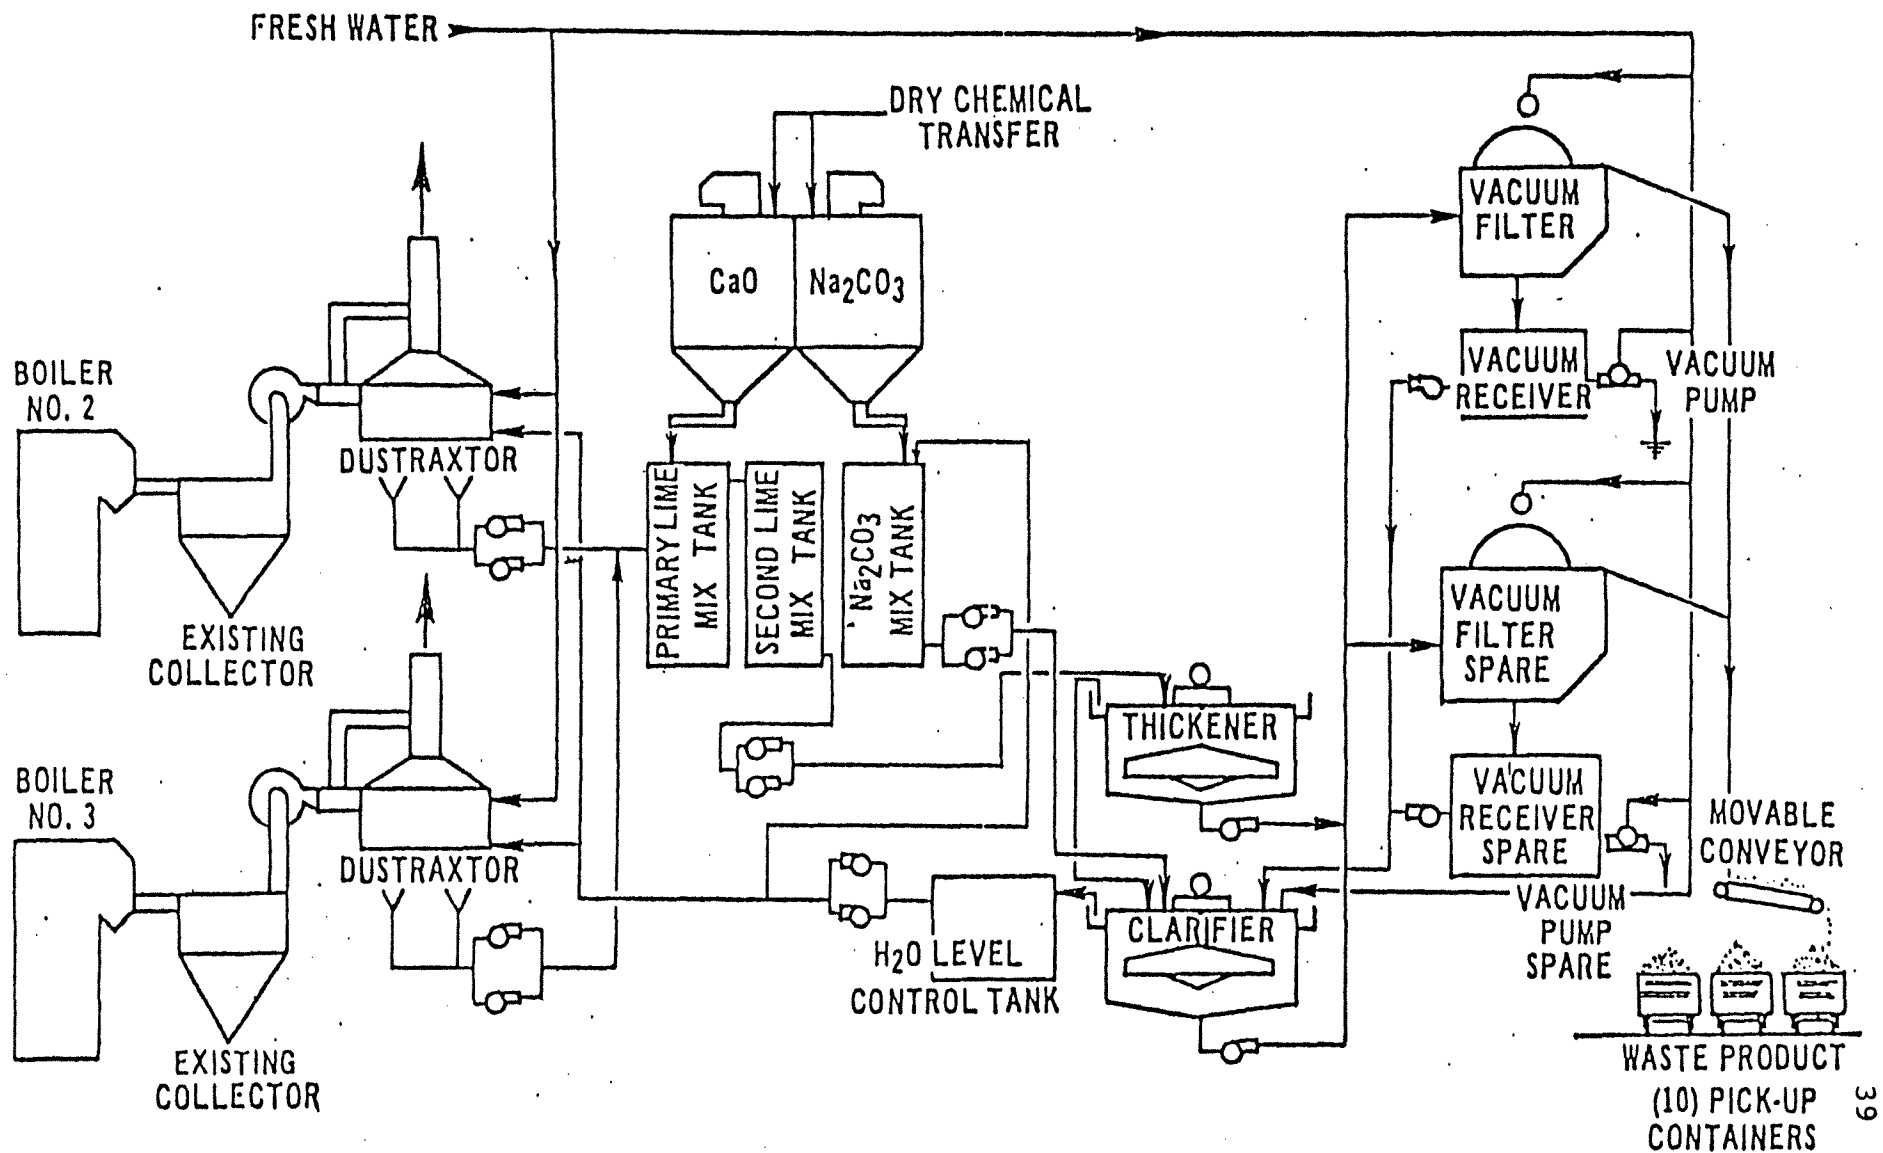 FRESH WATER
DRY CHEMICAL
TRANSFER
VACUUM
FILTER
CaO
Na2CO3
BOILER
NO. 2
DUSTRAXTOR
VACUUM
RECEIVER
VACUUM
PUMP
PRIMARY LIME
MIX TANK
SECOND LIME
MIX TANK
Na2CO3
MIX TANK
EXISTING
COLLECTOR
VACUUM
FILTER
SPARE
THICKENER
BOILER
NO. 3
DUSTRAXTOR
VACUUM
RECEIVER
SPARE
MOVABLE
CONVEYOR
VACUUM
PUMP
SPARE
CLARIFIER
H2O LEVEL
CONTROL TANK
EXISTING
COLLECTOR
WASTE PRODUCT
(10) PICK-UP
CONTAINERS
39